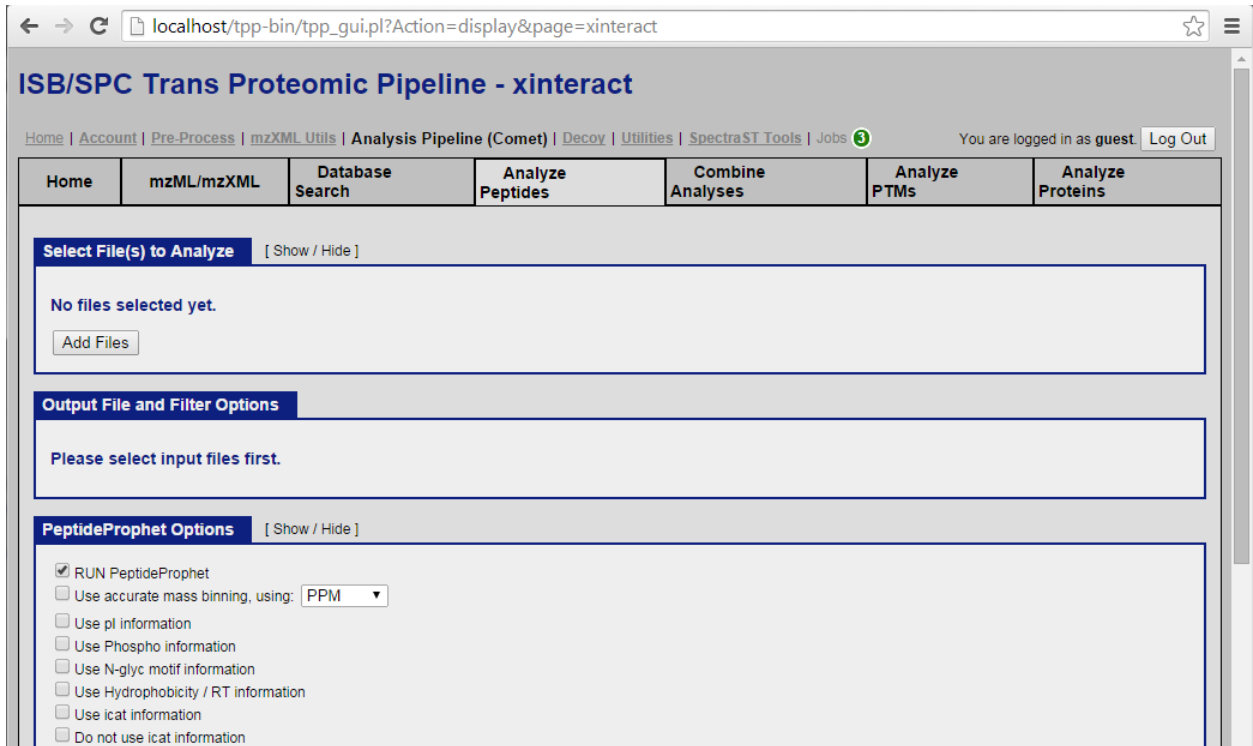 localhost/tpp-bin/tpp_gui.pl?Action=display&page=xinteract
ISB/SPC Trans Proteomic Pipeline - xinteract
Home | Account | Pre-Process | mzXML Utils | Analysis Pipeline (Comet) | Decoy | Utilities | SpectraST Tools | Jobs 3 You are logged in as guest. Log Out
Home mzML/mzXML Database Search Analyze Peptides Combine Analyses Analyze PTMs Analyze Proteins
Select File(s) to Analyze [ Show / Hide ]
No files selected yet.
Add Files
Output File and Filter Options
Please select input files first.
PeptideProphet Options [ Show / Hide ]
RUN PeptideProphet
Use accurate mass binning, using: PPM
Use pI information
Use Phospho information
Use N-glyc motif information
Use Hydrophobicity / RT information
Use icat information
Do not use icat information